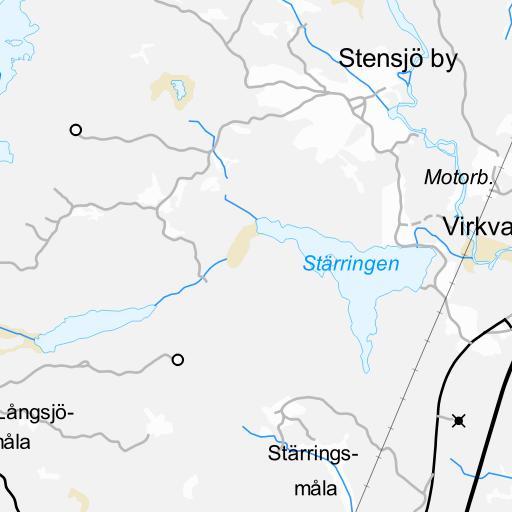 Stensjö by
Motorb.
Virkva
Stärringen
Långsjö-
måla
Stärrings-
måla